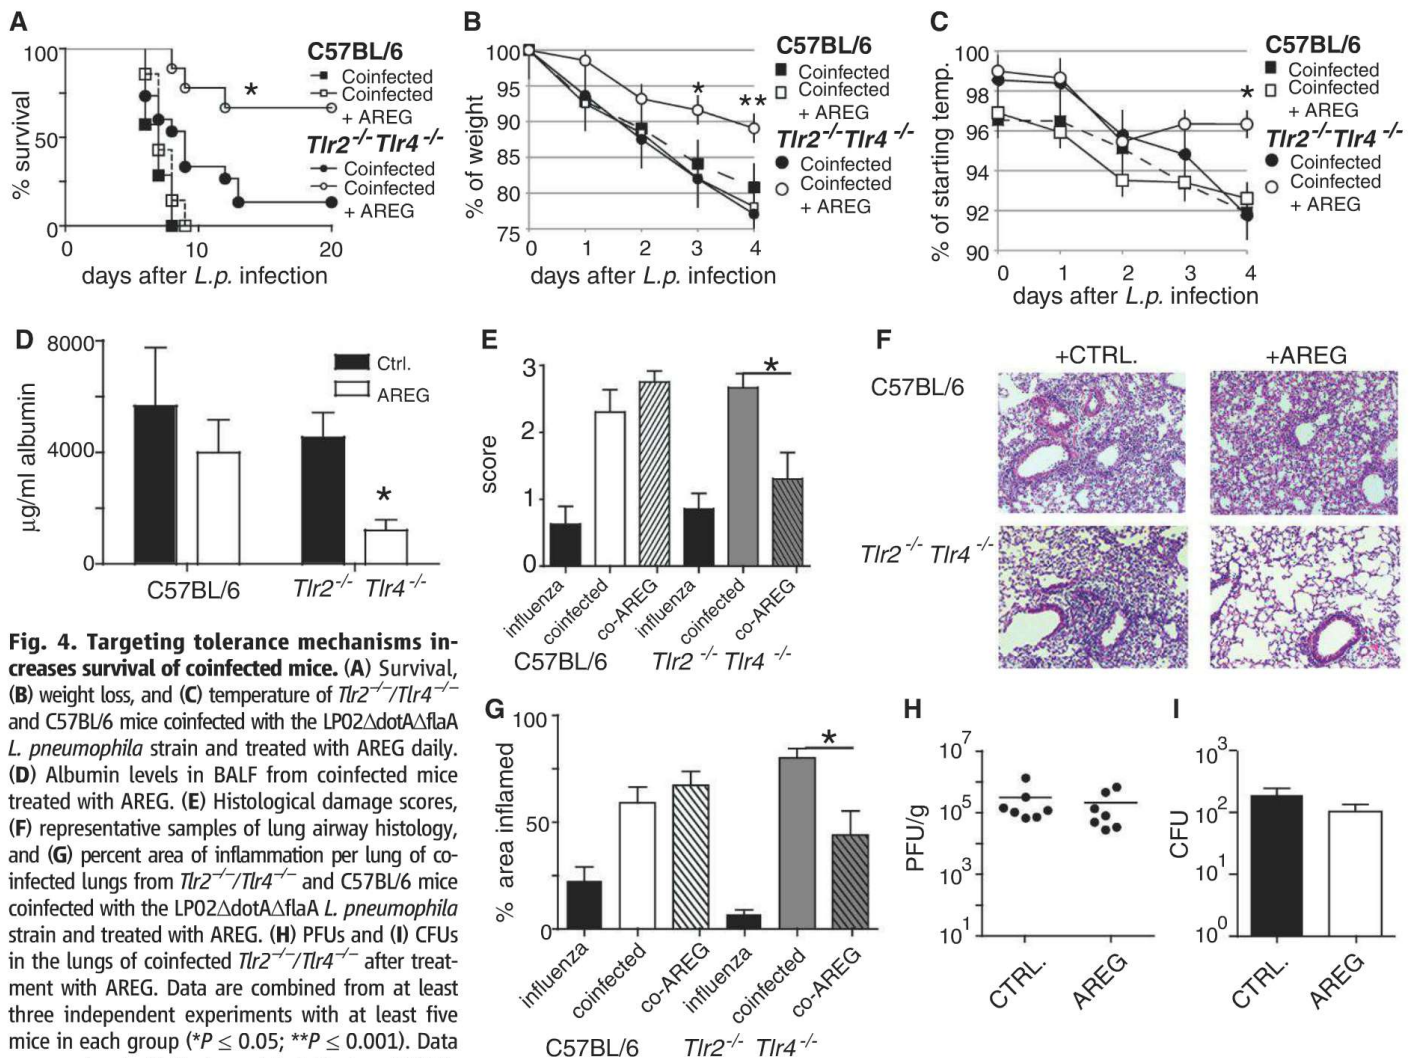 A
100
50
0
0
10
20
% survival
days after L.p. infection
C57BL/6
Coinfected
Coinfected
+ AREG
Tlr2-/-Tlr4 -/-
Coinfected
Coinfected
+ AREG
*
B
100
95
90
85
80
75
0 1 2 3 4
% of weight
days after L.p. infection
* **
C57BL/6
Coinfected
Coinfected
+ AREG
Tlr2-/-Tlr4 -/-
Coinfected
Coinfected
+ AREG
C
100
98
96
94
92
90
0 1 2 3 4
% of starting temp.
days after L.p. infection
*
C57BL/6
Coinfected
Coinfected
+ AREG
Tlr2-/-Tlr4 -/-
Coinfected
Coinfected
+ AREG
D
8000
4000
0
µg/ml albumin
Ctrl.
AREG
*
C57BL/6 Tlr2-/- Tlr4 -/-
E
3
2
1
0
score
*
influenza coinfected co-AREG influenza coinfected co-AREG
C57BL/6 Tlr2 -/- Tlr4 -/-
F
+CTRL. +AREG
C57BL/6
Tlr2 -/- Tlr4 -/-
Fig. 4. Targeting tolerance mechanisms in-
creases survival of coinfected mice. (A) Survival,
(B) weight loss, and (C) temperature of Tlr2−/−/Tlr4−/−
and C57BL/6 mice coinfected with the LP02ΔdotAΔflaA
L. pneumophila strain and treated with AREG daily.
(D) Albumin levels in BALF from coinfected mice
treated with AREG. (E) Histological damage scores,
(F) representative samples of lung airway histology,
and (G) percent area of inflammation per lung of co-
infected lungs from Tlr2−/−/Tlr4−/− and C57BL/6 mice
coinfected with the LP02ΔdotAΔflaA L. pneumophila
strain and treated with AREG. (H) PFUs and (I) CFUs
in the lungs of coinfected Tlr2−/−/Tlr4−/− after treat-
ment with AREG. Data are combined from at least
three independent experiments with at least five
mice in each group (*P ≤ 0.05; **P ≤ 0.001). Data
G
100
50
0
% area inflamed
*
influenza coinfected co-AREG influenza coinfected co-AREG
C57BL/6 Tlr2-/- Tlr4 -/-
H
10^7
10^5
10^3
10^1
PFU/g
CTRL. AREG
I
10^3
10^2
10^1
10^0
CFU
CTRL. AREG